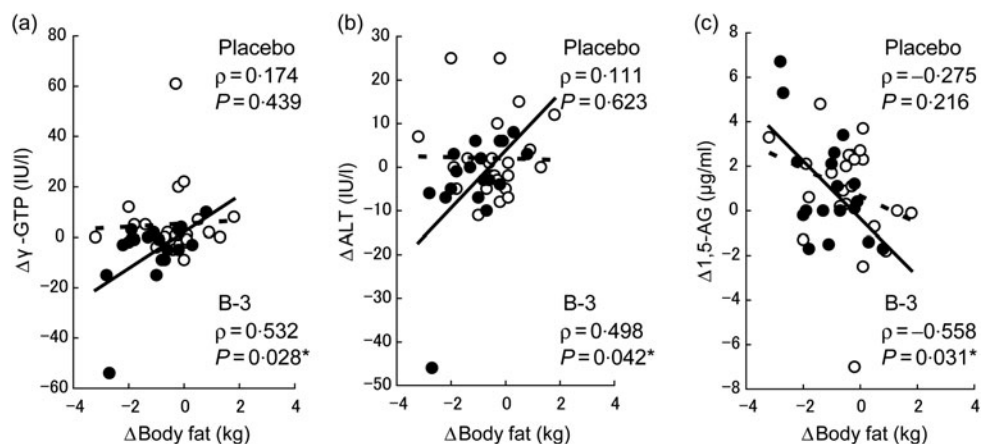 (a)
Placebo
ρ=0·174
P=0·439
B-3
ρ=0·532
P=0·028*
Δγ-GTP (IU/l)
80
60
40
20
0
−20
−40
−60
−4
−2
0
2
4
ΔBody fat (kg)
(b)
Placebo
ρ=0·111
P=0·623
B-3
ρ=0·498
P=0·042*
ΔALT (IU/l)
40
30
20
10
0
−10
−20
−30
−40
−50
−4
−2
0
2
4
ΔBody fat (kg)
(c)
Placebo
ρ=−0·275
P=0·216
B-3
ρ=−0·558
P=0·031*
Δ1,5-AG (μg/ml)
8
6
4
2
0
−2
−4
−6
−8
−4
−2
0
2
4
ΔBody fat (kg)